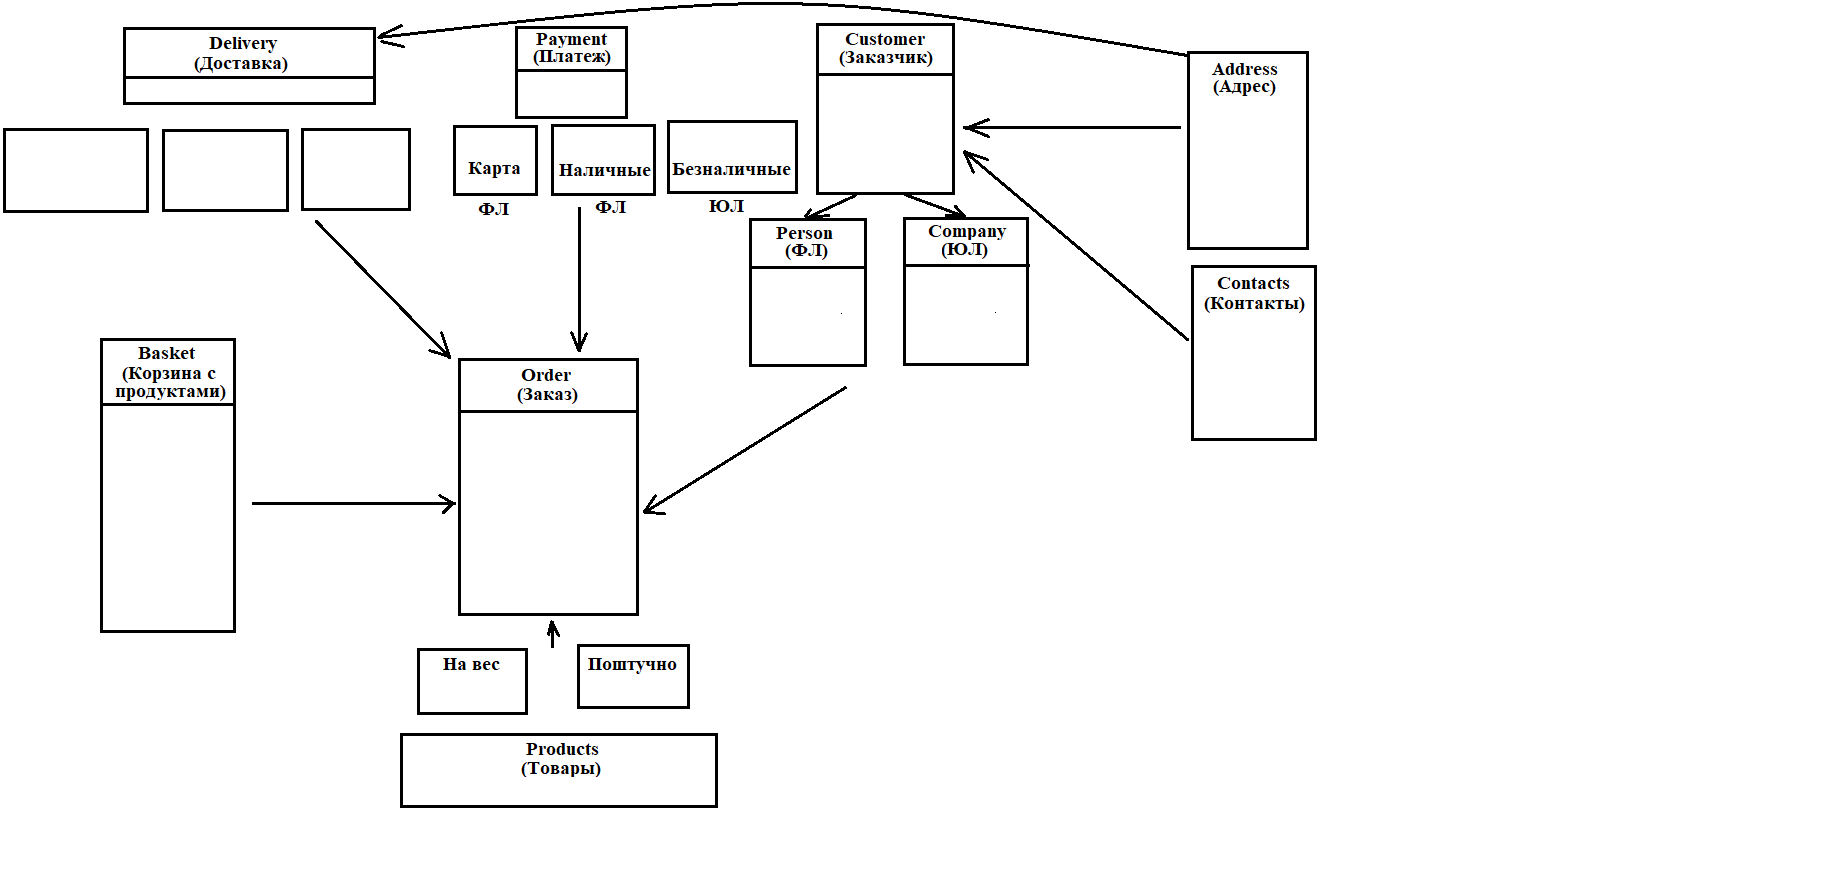 Delivery
(Доставка)
Payment
(Платеж)
Customer
(Заказчик)
Address
(Адрес)
Карта
Наличные
Безналичные
ФЛ
ФЛ
ЮЛ
Person
(ФЛ)
Company
(ЮЛ)
Contacts
(Контакты)
Basket
(Корзина с
продуктами)
Order
(Заказ)
На вес
Поштучно
Products
(Товары)